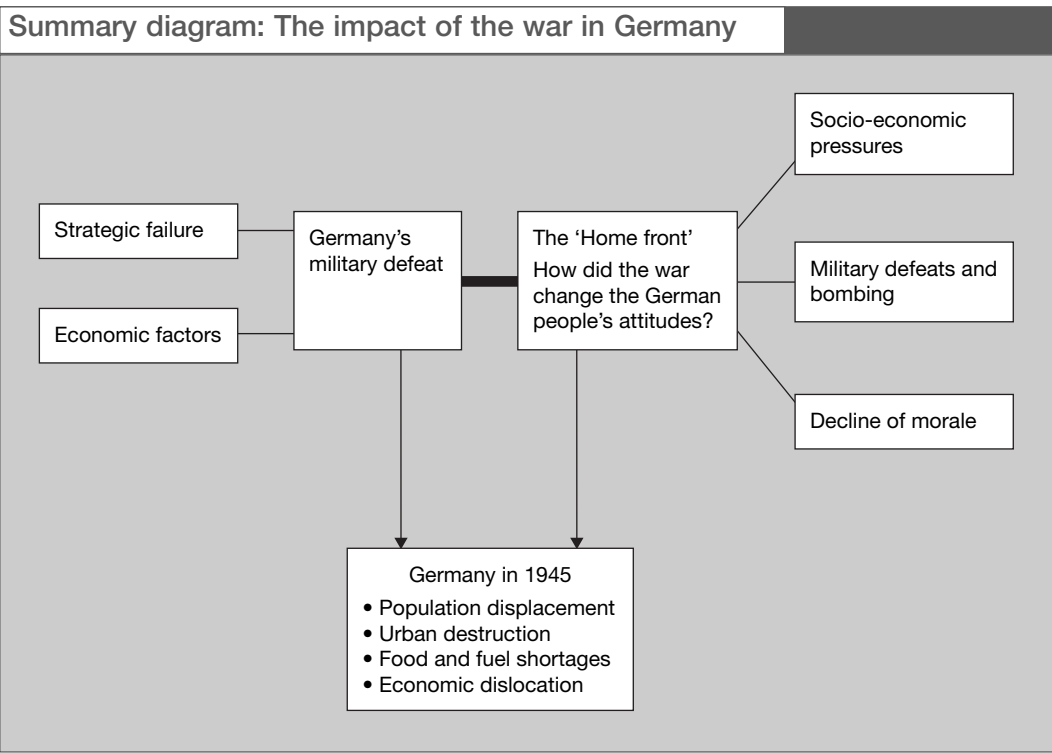 Summary diagram: The impact of the war in Germany
Strategic failure
Economic factors
Germany’s
military defeat
The ‘Home front’
How did the war
change the German
people’s attitudes?
Socio-economic
pressures
Military defeats and
bombing
Decline of morale
Germany in 1945
• Population displacement
• Urban destruction
• Food and fuel shortages
• Economic dislocation